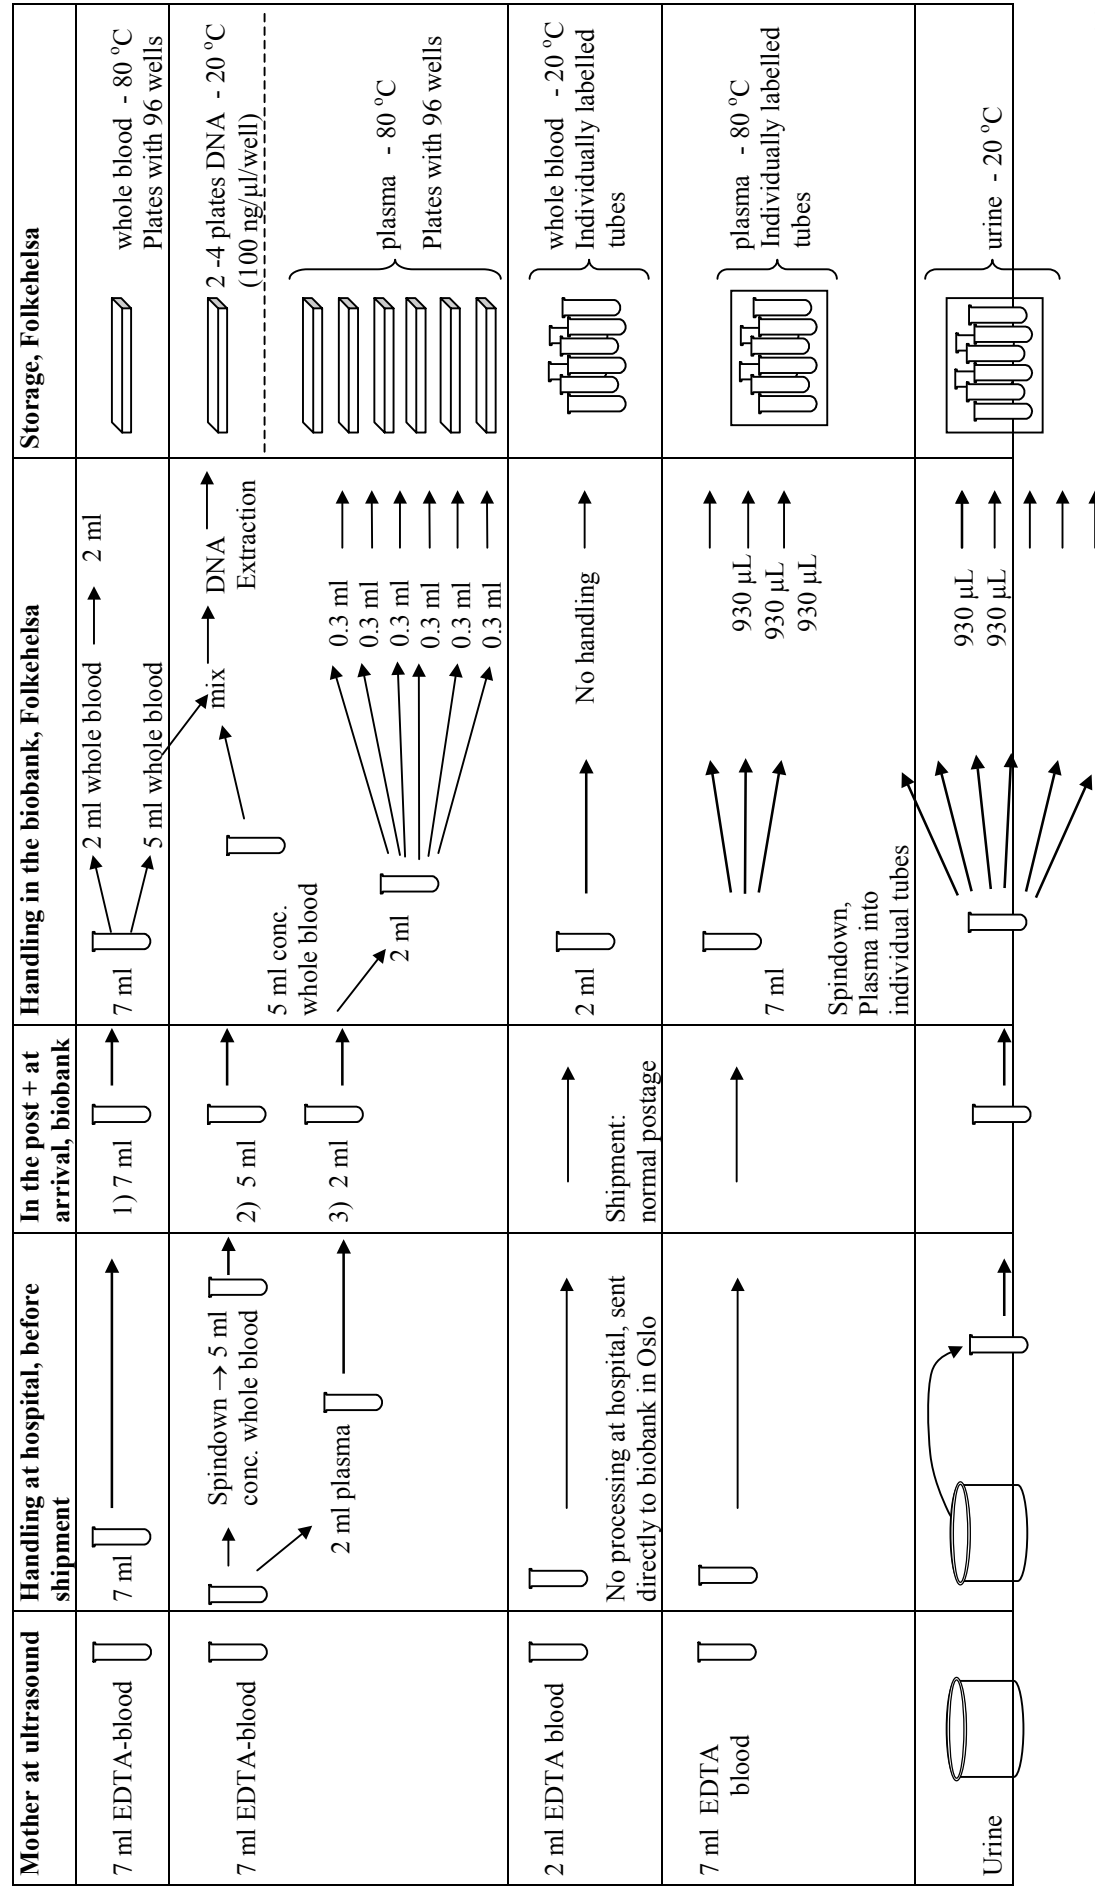 Mother at ultrasound
Handling at hospital, before
shipment
In the post + at
arrival, biobank
Handling in the biobank, Folkehelsa
Storage, Folkehelsa
7 ml EDTA-blood
7 ml
1) 7 ml
7 ml
2 ml whole blood
2 ml
5 ml whole blood
whole blood - 80 °C
Plates with 96 wells
7 ml EDTA-blood
Spindown → 5 ml
conc. whole blood
2 ml plasma
2) 5 ml
3) 2 ml
5 ml conc.
whole blood
mix
DNA
Extraction
2 ml
0.3 ml
0.3 ml
0.3 ml
0.3 ml
0.3 ml
0.3 ml
2 -4 plates DNA - 20 °C
(100 ng/µl/well)
plasma - 80 °C
Plates with 96 wells
2 ml EDTA blood
No processing at hospital, sent
directly to biobank in Oslo
Shipment:
normal postage
2 ml
No handling
whole blood - 20 °C
Individually labelled
tubes
7 ml EDTA
blood
7 ml
Spindown,
Plasma into
individual tubes
930 µL
930 µL
930 µL
plasma - 80 °C
Individually labelled
tubes
Urine
930 µL
930 µL
urine - 20 °C